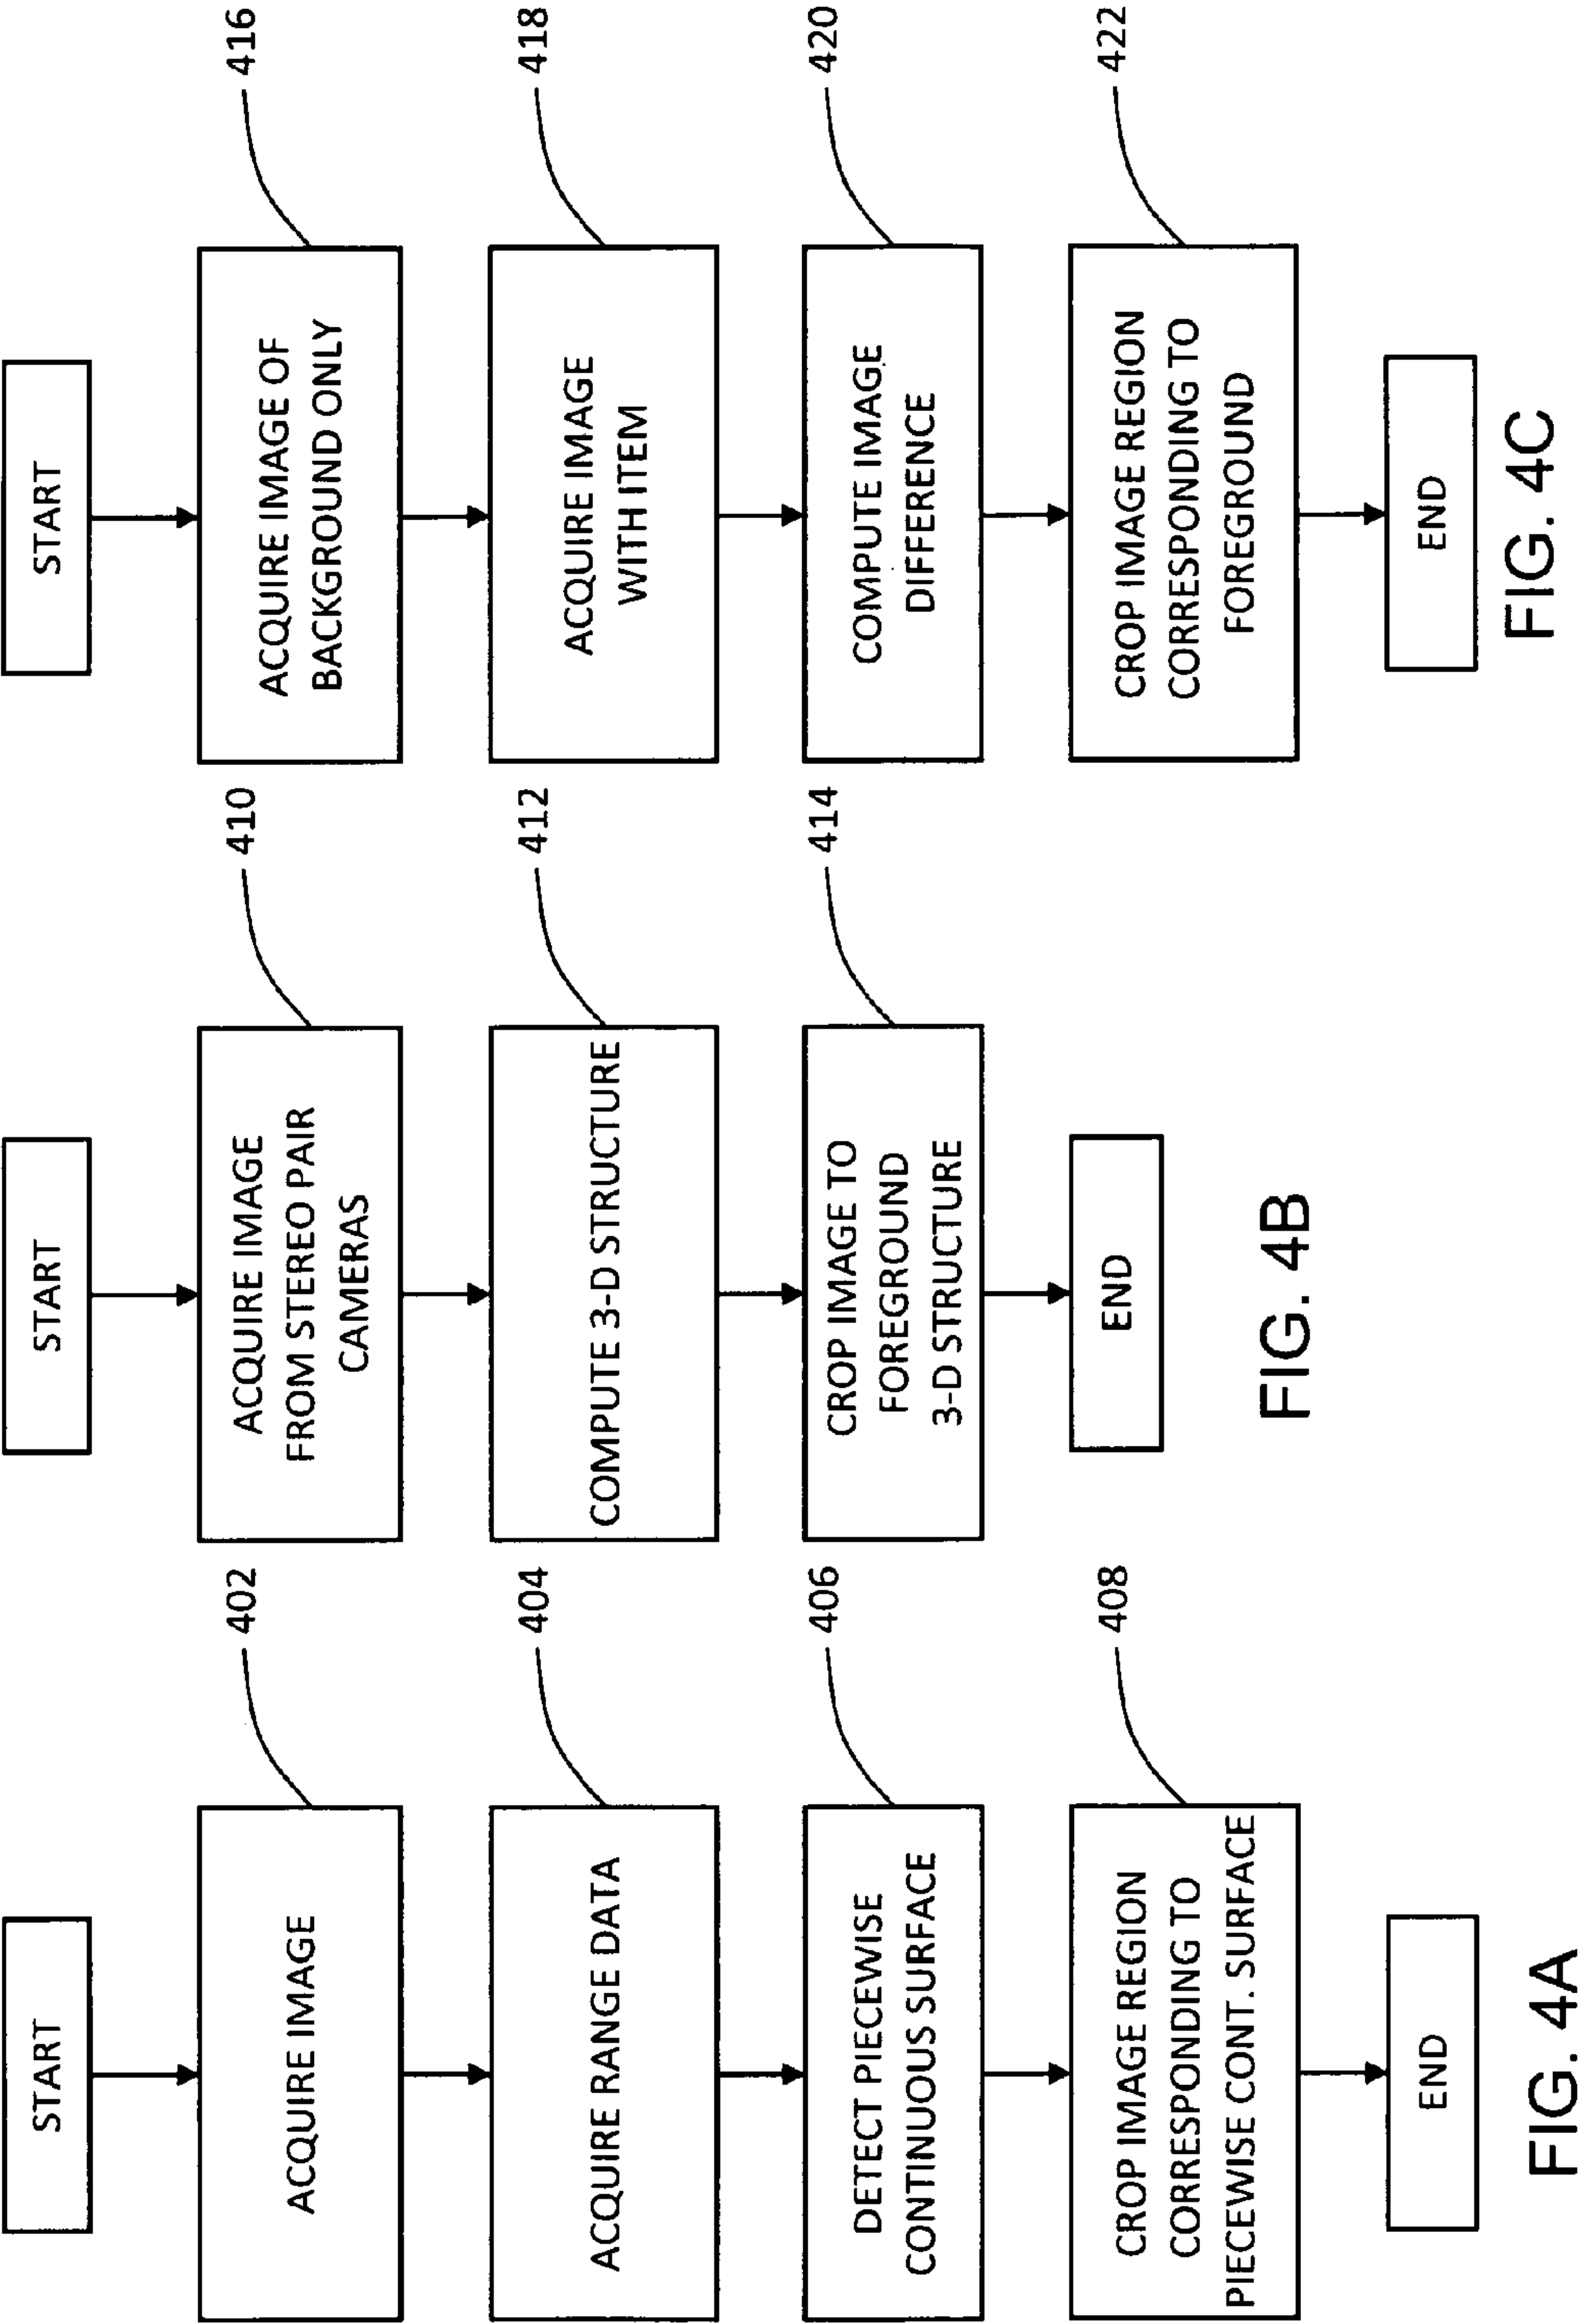 START
402
ACQUIRE IMAGE
404
ACQUIRE RANGE DATA
406
DETECT PIECEWISE
CONTINUOUS SURFACE
408
CROP IMAGE REGION
CORRESPONDING TO
PIECEWISE CONT. SURFACE
END
FIG. 4A
START
410
ACQUIRE IMAGE
FROM STEREO PAIR
CAMERAS
412
COMPUTE 3-D STRUCTURE
414
CROP IMAGE TO
FOREGROUND
3-D STRUCTURE
END
FIG. 4B
START
416
ACQUIRE IMAGE OF
BACKGROUND ONLY
418
ACQUIRE IMAGE
WITH ITEM
420
COMPUTE IMAGE
DIFFERENCE
422
CROP IMAGE REGION
CORRESPONDING TO
FOREGROUND
END
FIG. 4C